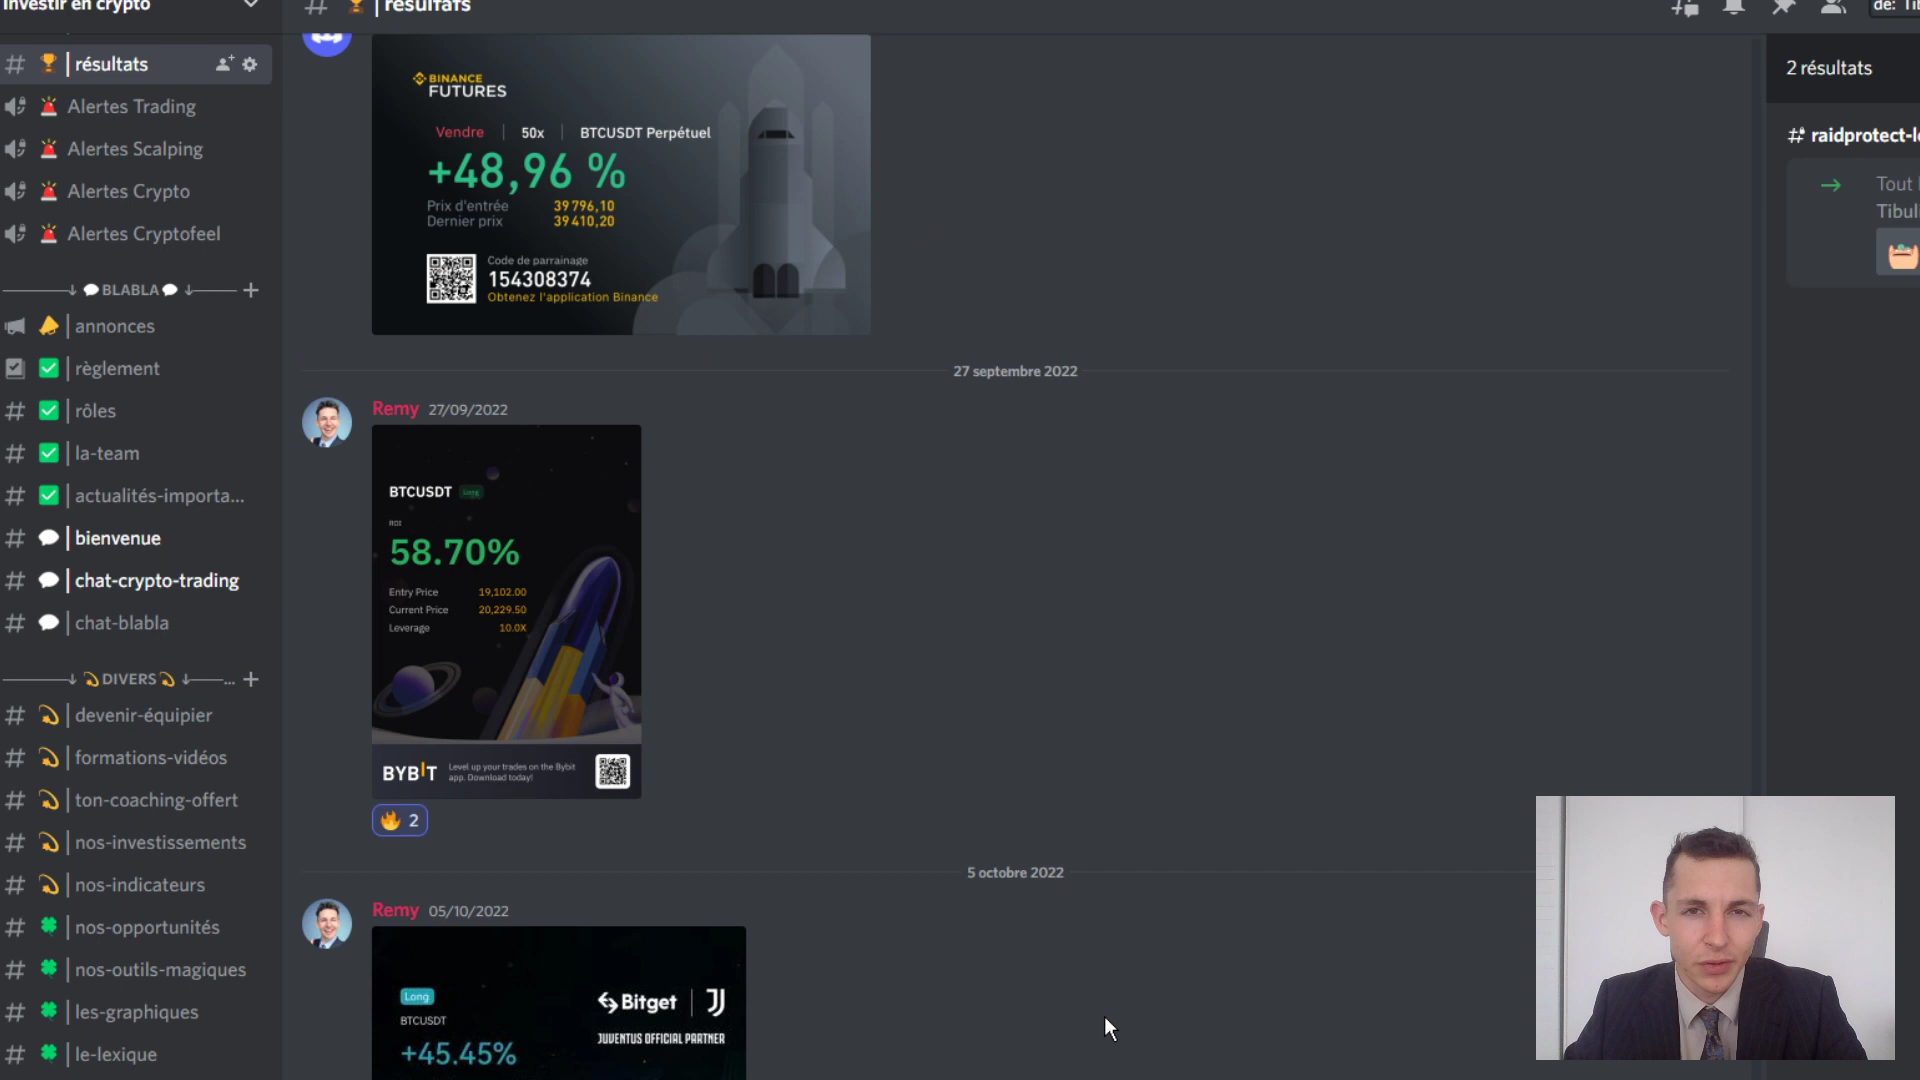 Investir en crypto
résultats
Alertes Trading
Alertes Scalping
Alertes Crypto
Alertes Cryptofeel
BLABLA
annonces
règlement
rôles
la-team
actualités-importa...
bienvenue
chat-crypto-trading
chat-blabla
DIVERS
...
devenir-équipier
formations-vidéos
ton-coaching-offert
nos-investissements
nos-indicateurs
nos-opportunités
nos-outils-magiques
les-graphiques
le-lexique
résultats
BINANCE
FUTURES
Vendre | 50x | BTCUSDT Perpétuel
+48,96 %
Prix d'entrée 39 796,10
Dernier prix 39 410,20
Code de parrainage
154308374
Obtenez l'application Binance
27 septembre 2022
Remy 27/09/2022
BTCUSDT Long
ROI
58.70%
Entry Price 19,102.00
Current Price 20,229.50
Leverage 10.0X
BYBIT
Level up your trades on the Bybit
app. Download today!
2
5 octobre 2022
Remy 05/10/2022
Long
BTCUSDT
+45.45%
Bitget
JUVENTUS OFFICIAL PARTNER
de:
2 résultats
raidprotect-l
Tout
Tibul